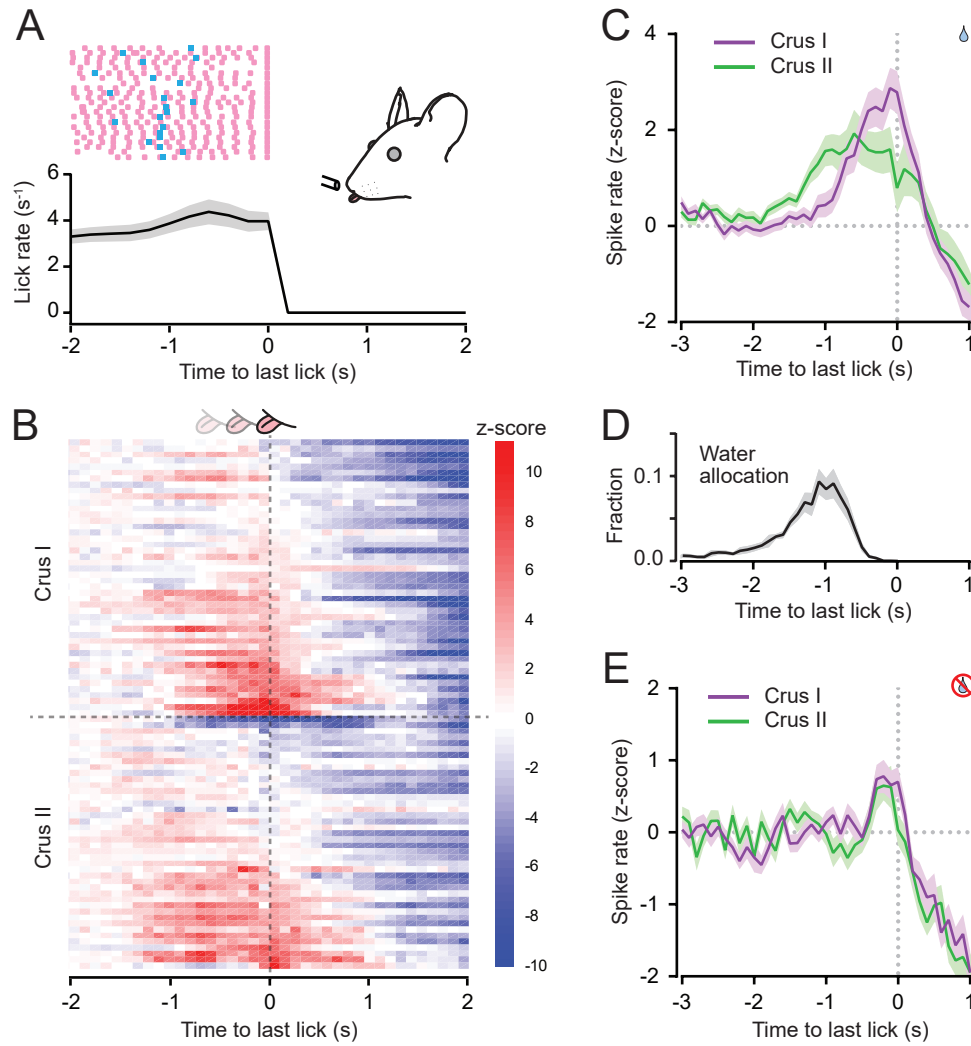 A
6
4
2
0
Lick rate (s⁻¹)
-2 -1 0 1 2
Time to last lick (s)
B
z-score
Crus I
Crus II
10
8
6
4
2
0
-2
-4
-6
-8
-10
-2 -1 0 1 2
Time to last lick (s)
C
Crus I
Crus II
4
2
0
-2
Spike rate (z-score)
-3 -2 -1 0 1
Time to last lick (s)
D
Water
allocation
0.1
0.0
Fraction
-3 -2 -1 0 1
Time to last lick (s)
E
Crus I
Crus II
2
1
0
-1
-2
Spike rate (z-score)
-3 -2 -1 0 1
Time to last lick (s)